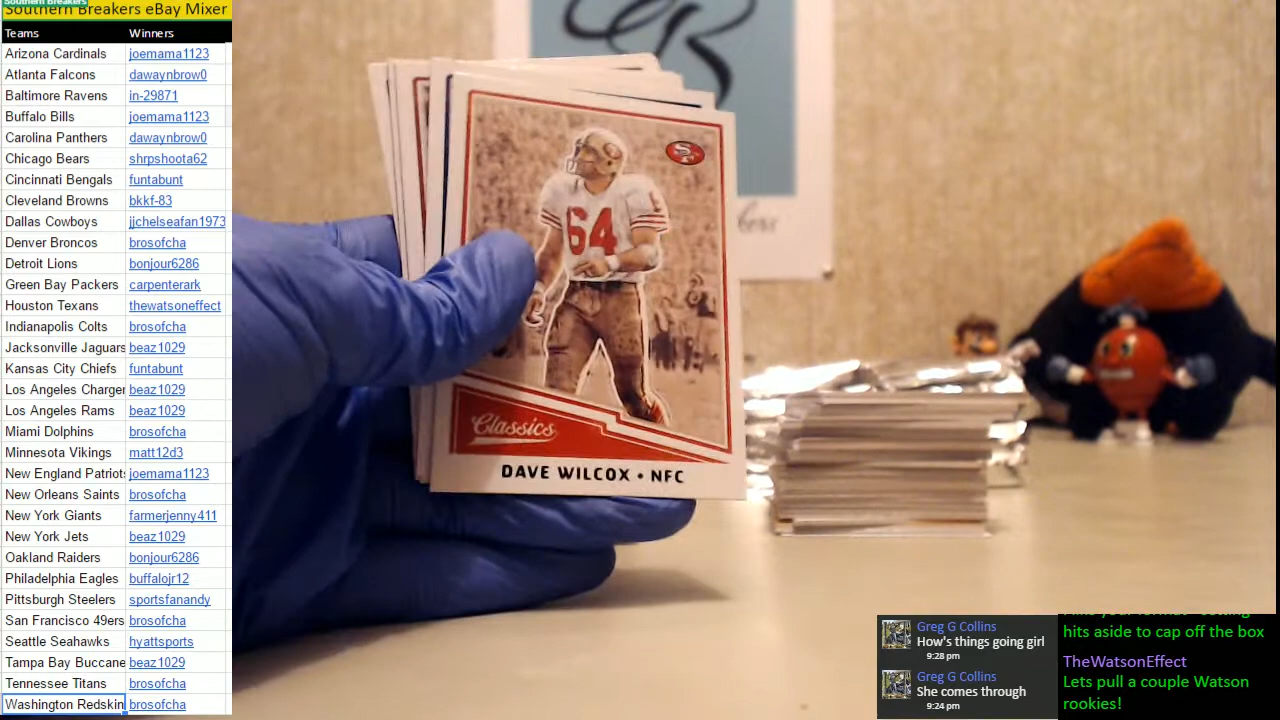 Southern Breakers
Southern Breakers eBay Mixer
Teams Winners
Arizona Cardinals joemama1123
Atlanta Falcons dawaynbrow0
Baltimore Ravens in-29871
Buffalo Bills joemama1123
Carolina Panthers dawaynbrow0
Chicago Bears shrpshoota62
Cincinnati Bengals funtabunt
Cleveland Browns bkkf-83
Dallas Cowboys jjchelseafan1973
Denver Broncos brosofcha
Detroit Lions bonjour6286
Green Bay Packers carpenterark
Houston Texans thewatsoneffect
Indianapolis Colts brosofcha
Jacksonville Jaguars beaz1029
Kansas City Chiefs funtabunt
Los Angeles Charger beaz1029
Los Angeles Rams beaz1029
Miami Dolphins brosofcha
Minnesota Vikings matt12d3
New England Patriots joemama1123
New Orleans Saints brosofcha
New York Giants farmerjenny411
New York Jets beaz1029
Oakland Raiders bonjour6286
Philadelphia Eagles buffalojr12
Pittsburgh Steelers sportsfanandy
San Francisco 49ers brosofcha
Seattle Seahawks hyattsports
Tampa Bay Buccane beaz1029
Tennessee Titans brosofcha
Washington Redskin brosofcha
SF
64
Classics
DAVE WILCOX • NFC
Greg G Collins
How's things going girl
9:28 pm
Greg G Collins
She comes through
9:24 pm
hits aside to cap off the box
TheWatsonEffect
Lets pull a couple Watson
rookies!